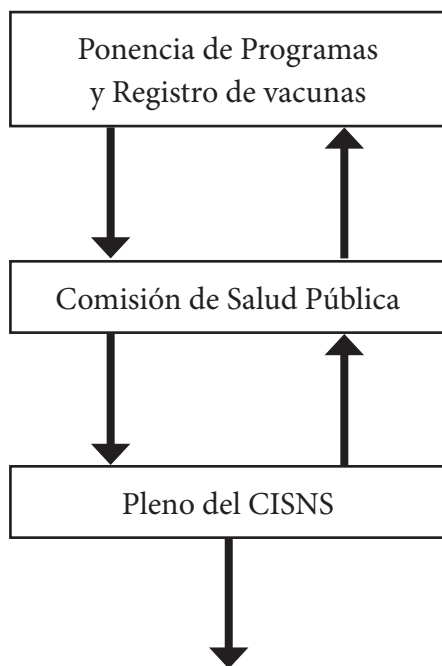 Ponencia de Programas
y Registro de vacunas
Comisión de Salud Pública
Pleno del CISNS